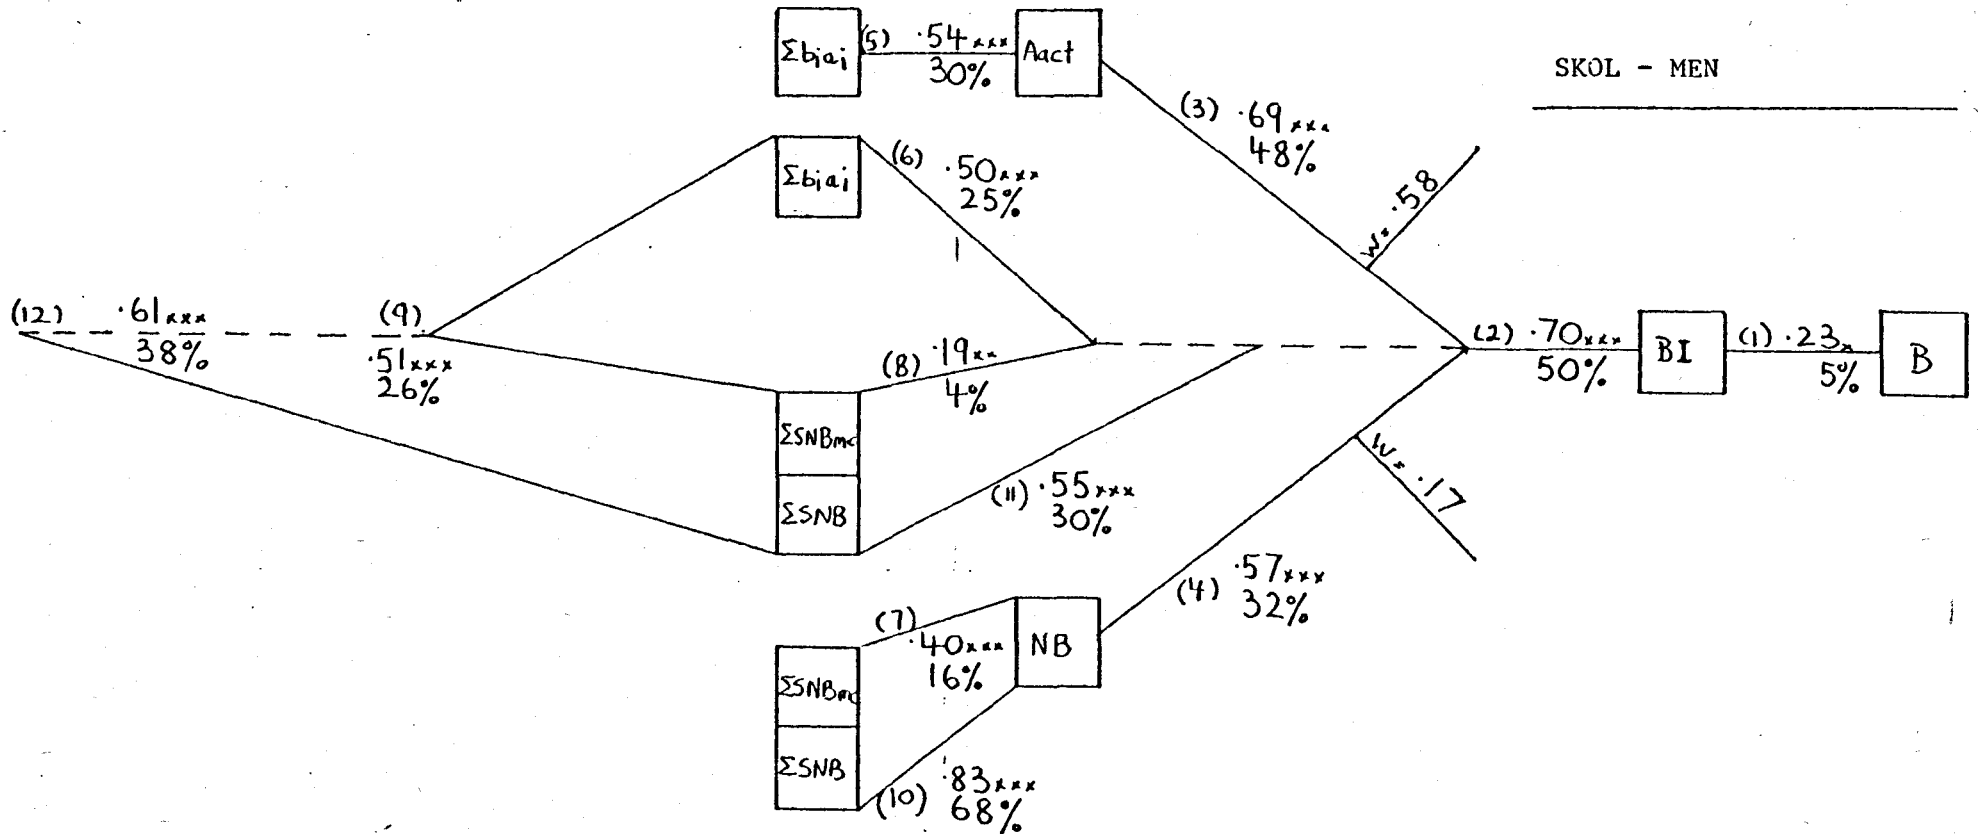 Σbiai
(5) .54xxx
30%
Aact
SKOL - MEN
(3) .69xxx
48%
Σbiai
(6) .50xxx
25%
W= .58
(12) .61xxx
38%
(9)
.51xxx
26%
(8) .19xx
4%
(2) .70xxx
50%
BI
(1) .23x
5%
B
ΣSNBmc
ΣSNB
(11) .55xxx
30%
W= .17
(4) .57xxx
32%
(7)
.40xxx
16%
NB
ΣSNBmc
ΣSNB
(10) .83xxx
68%